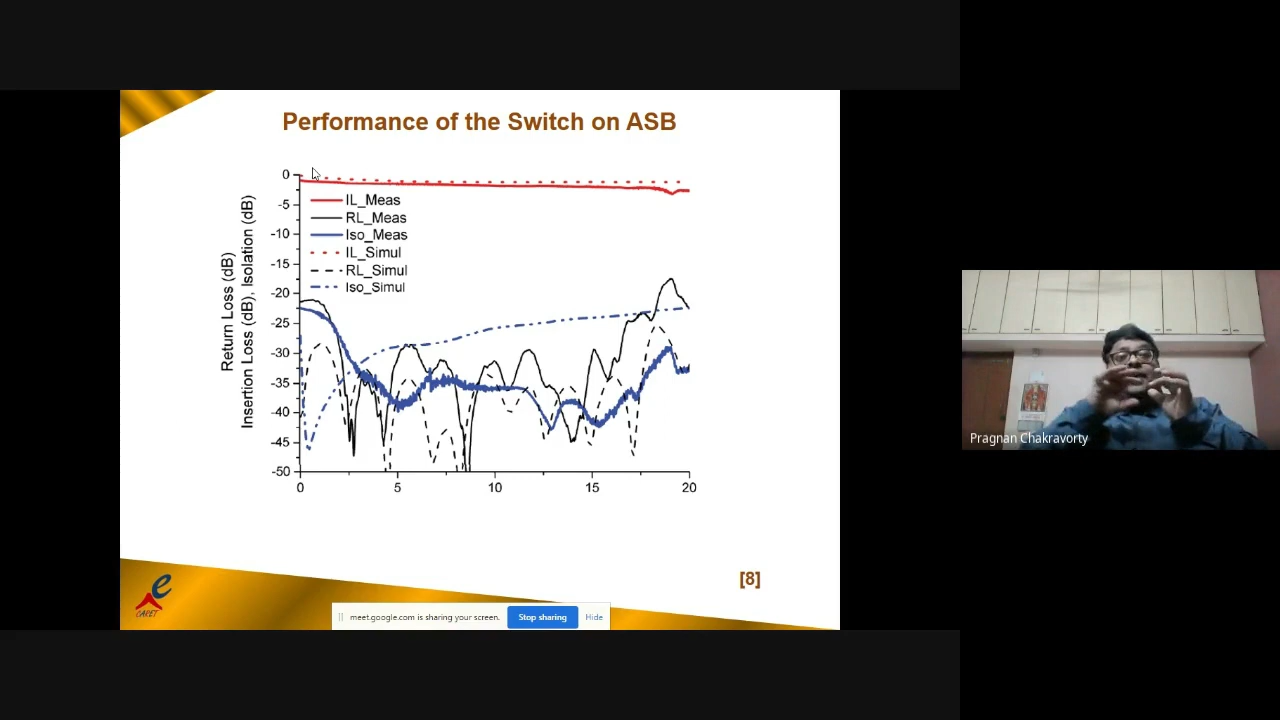 Performance of the Switch on ASB
Return Loss (dB)
Insertion Loss (dB), Isolation (dB)
0
-5
-10
-15
-20
-25
-30
-35
-40
-45
-50
IL_Meas
RL_Meas
Iso_Meas
IL_Simul
RL_Simul
Iso_Simul
0 5 10 15 20
[8]
e
CARET
meet.google.com is sharing your screen. Stop sharing Hide
Pragnan Chakravorty